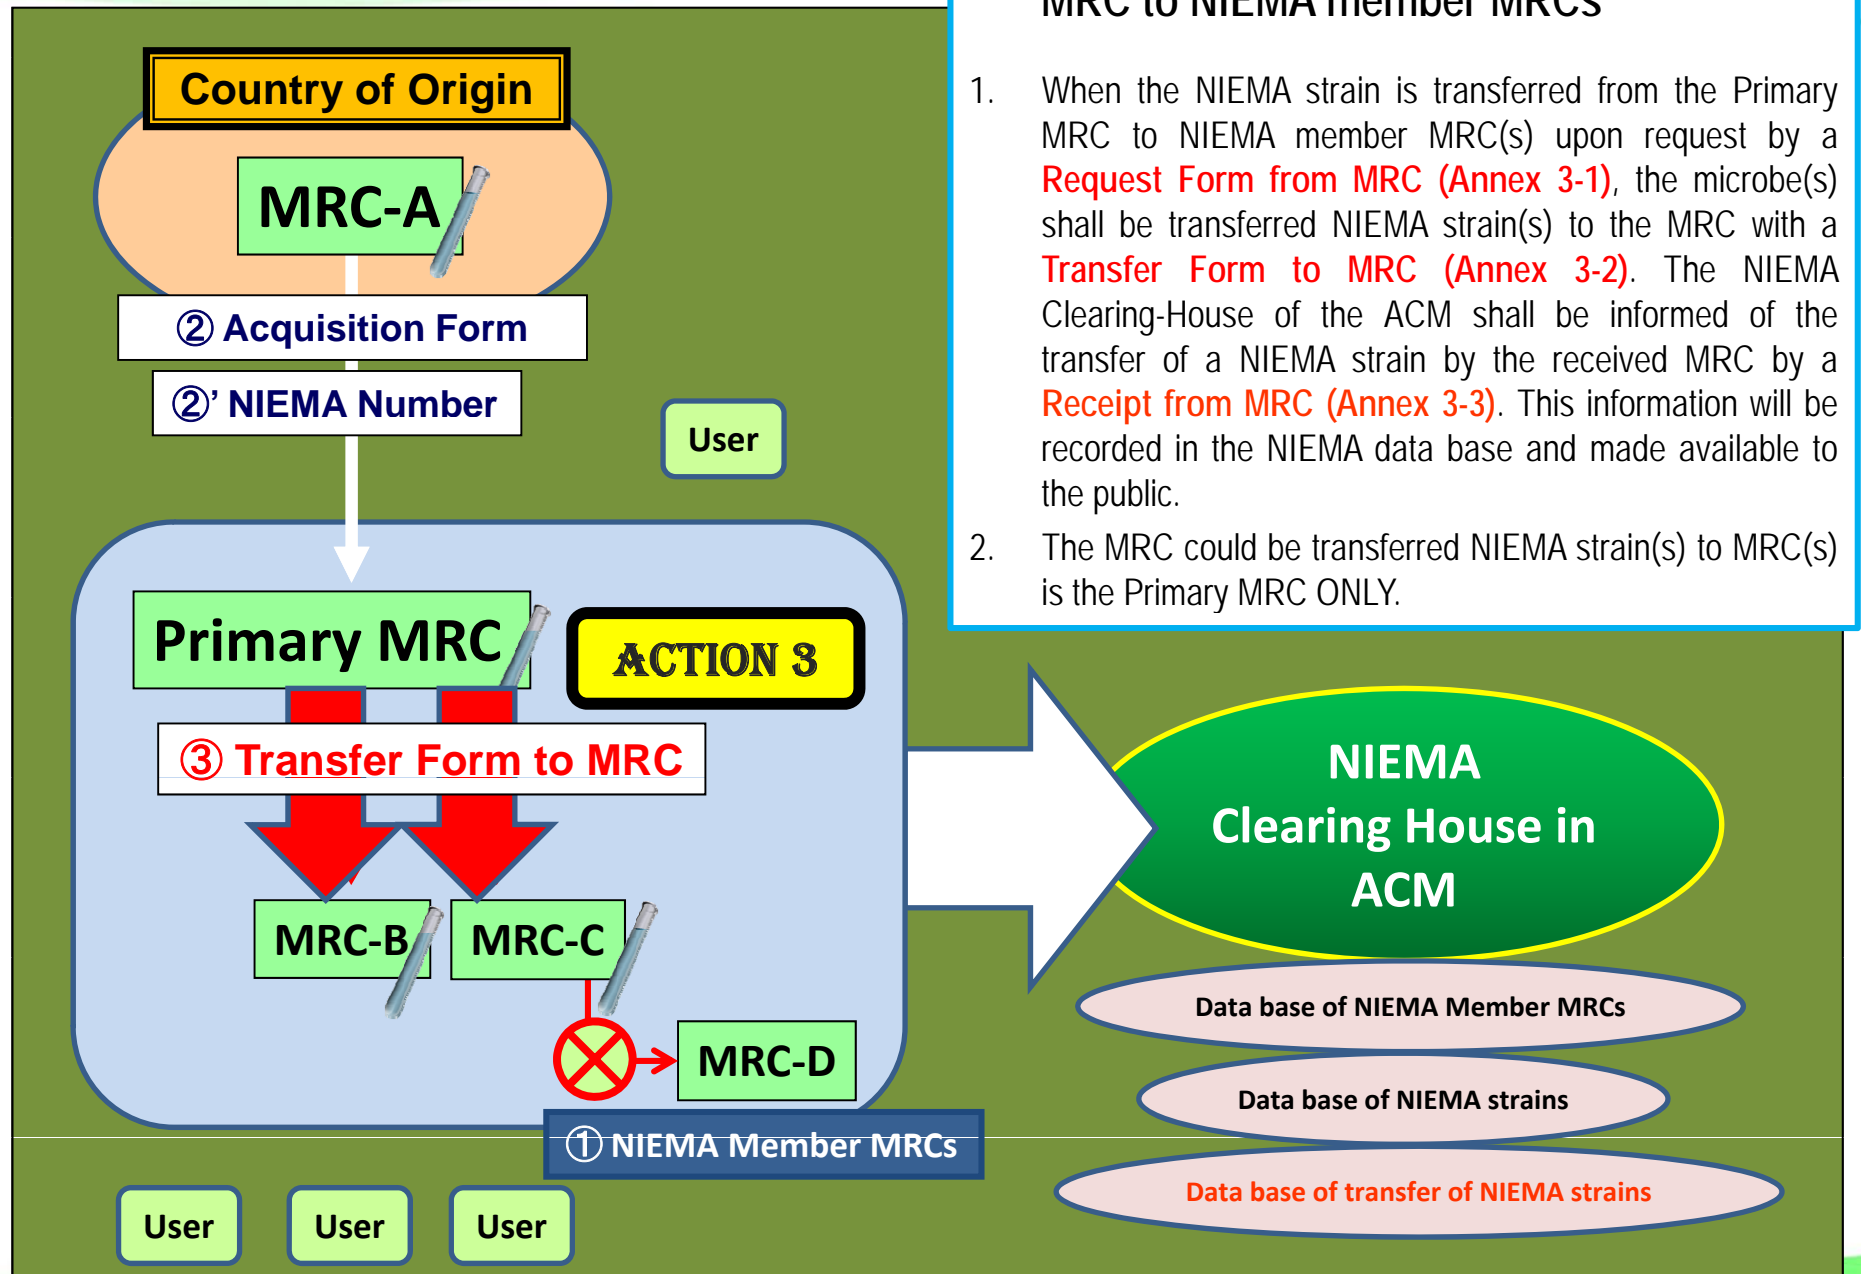 MRC to NIEMA member MRCs
1. When the NIEMA strain is transferred from the Primary
MRC to NIEMA member MRC(s) upon request by a
Request Form from MRC (Annex 3-1), the microbe(s)
shall be transferred NIEMA strain(s) to the MRC with a
Transfer Form to MRC (Annex 3-2). The NIEMA
Clearing-House of the ACM shall be informed of the
transfer of a NIEMA strain by the received MRC by a
Receipt from MRC (Annex 3-3). This information will be
recorded in the NIEMA data base and made available to
the public.
2. The MRC could be transferred NIEMA strain(s) to MRC(s)
is the Primary MRC ONLY.
Country of Origin
MRC-A
② Acquisition Form
②’ NIEMA Number
User
Primary MRC
ACTION 3
③ Transfer Form to MRC
MRC-B
MRC-C
MRC-D
① NIEMA Member MRCs
User
User
User
NIEMA
Clearing House in
ACM
Data base of NIEMA Member MRCs
Data base of NIEMA strains
Data base of transfer of NIEMA strains